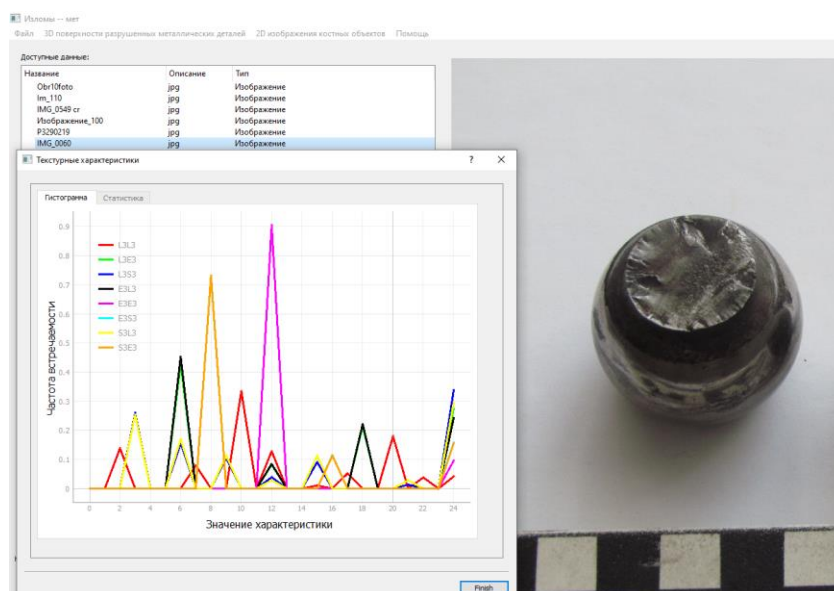 Изломы -- мет
Файл 3D поверхности разрушенных металлических деталей 2D изображения костных объектов Помощь
Доступные данные:
Название Описание Тип
Obr10foto jpg Изображение
Im_110 jpg Изображение
IMG_0549 cr jpg Изображение
Изображение_100 jpg Изображение
P3290219 jpg Изображение
IMG_0060 jpg Изображение
Текстурные характеристики ? X
Гистограмма Статистика
Частота встречаемости
0.9
0.8
0.7
0.6
0.5
0.4
0.3
0.2
0.1
0
L3L3
L3E3
L3S3
E3L3
E3E3
E3S3
S3L3
S3E3
0 2 4 6 8 10 12 14 16 18 20 22 24
Значение характеристики
Finish